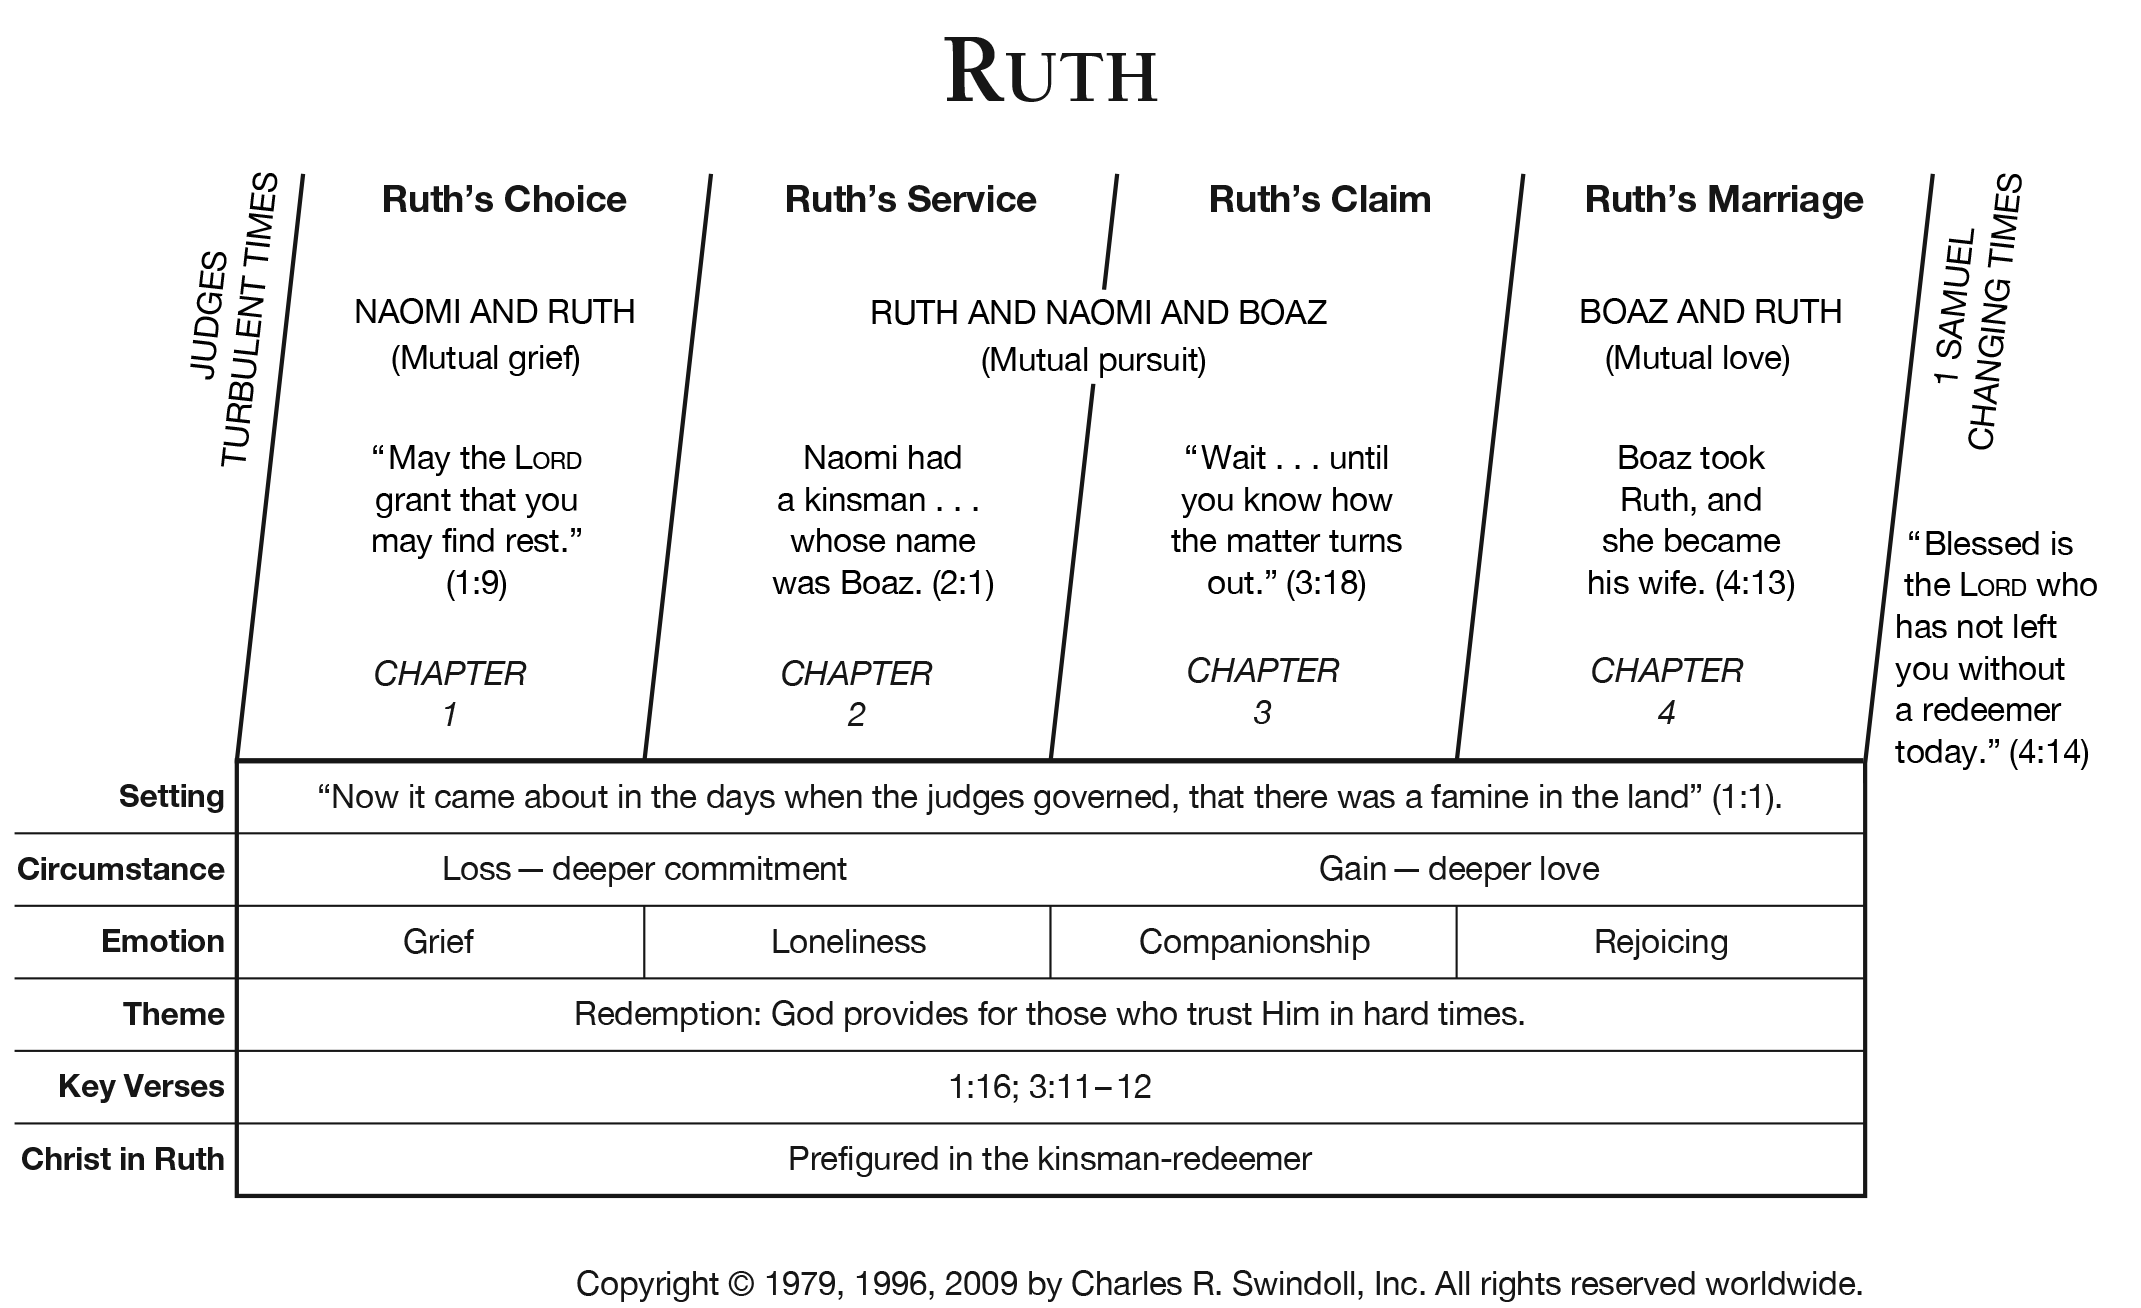 RUTH
JUDGES
TURBULENT TIMES
Ruth’s Choice
NAOMI AND RUTH
(Mutual grief)
“May the LORD
grant that you
may find rest.”
(1:9)
CHAPTER
1
Ruth’s Service
Ruth’s Claim
RUTH AND NAOMI AND BOAZ
(Mutual pursuit)
Naomi had
a kinsman . . .
whose name
was Boaz. (2:1)
CHAPTER
2
“Wait . . . until
you know how
the matter turns
out.” (3:18)
CHAPTER
3
Ruth’s Marriage
BOAZ AND RUTH
(Mutual love)
Boaz took
Ruth, and
she became
his wife. (4:13)
CHAPTER
4
1 SAMUEL
CHANGING TIMES
“Blessed is
the LORD who
has not left
you without
a redeemer
today.” (4:14)
Setting “Now it came about in the days when the judges governed, that there was a famine in the land” (1:1).
Circumstance Loss — deeper commitment Gain — deeper love
Emotion Grief Loneliness Companionship Rejoicing
Theme Redemption: God provides for those who trust Him in hard times.
Key Verses 1:16; 3:11–12
Christ in Ruth Prefigured in the kinsman-redeemer
Copyright © 1979, 1996, 2009 by Charles R. Swindoll, Inc. All rights reserved worldwide.